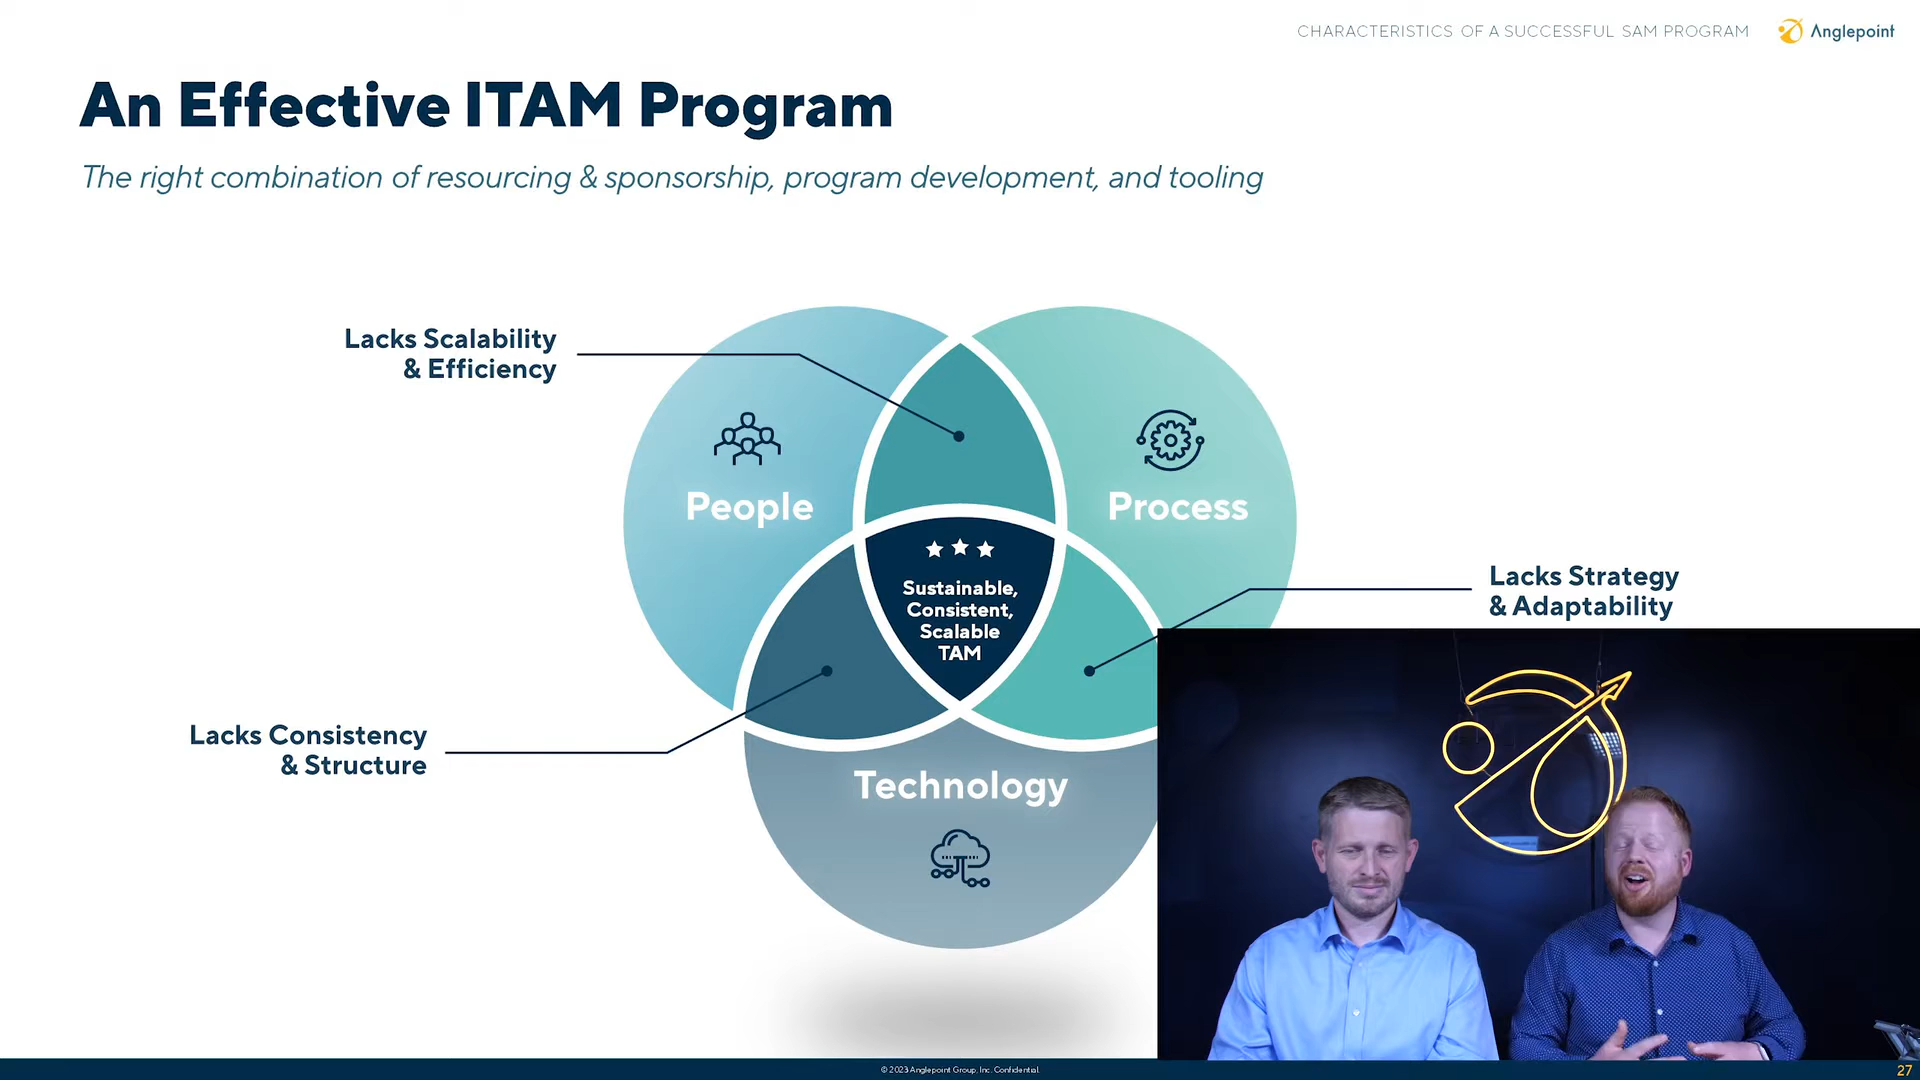 CHARACTERISTICS OF A SUCCESSFUL SAM PROGRAM
Anglepoint
An Effective ITAM Program
The right combination of resourcing & sponsorship, program development, and tooling
Lacks Scalability
& Efficiency
People
Process
Sustainable,
Consistent,
Scalable
TAM
Lacks Strategy
& Adaptability
Lacks Consistency
& Structure
Technology
© 2023 Anglepoint Group, Inc. Confidential.
27